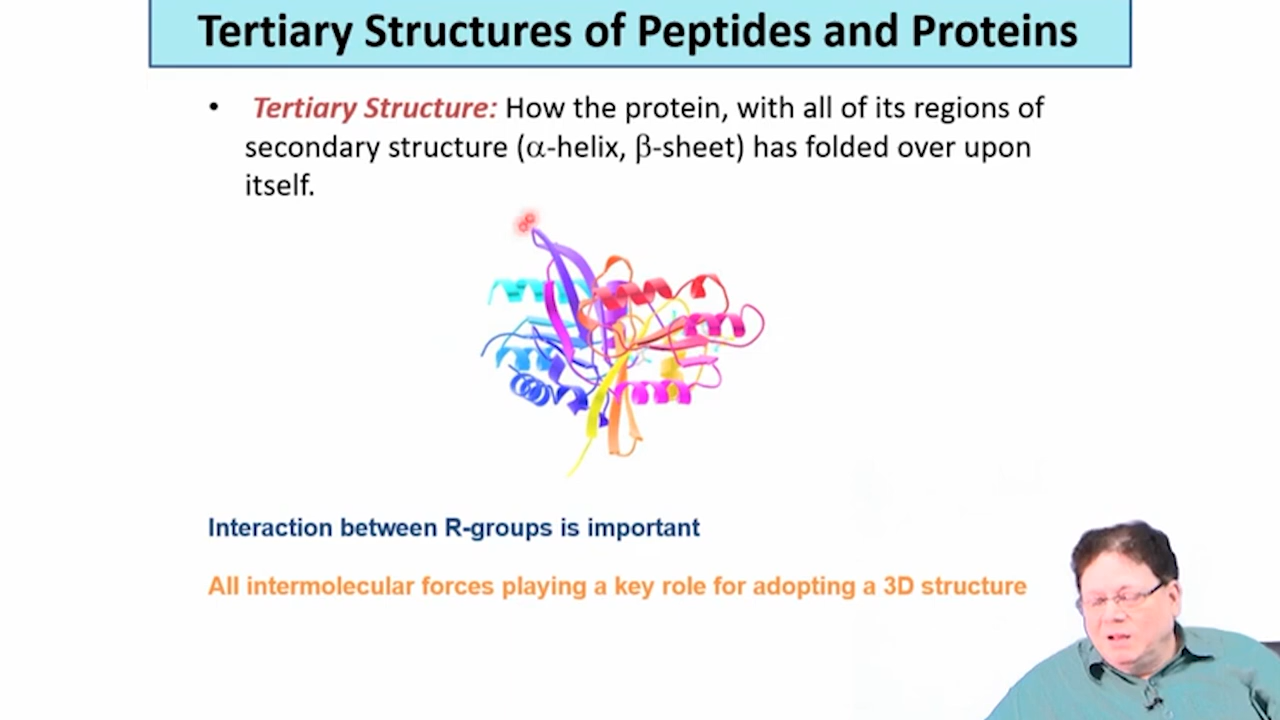 Tertiary Structures of Peptides and Proteins
• Tertiary Structure: How the protein, with all of its regions of
secondary structure (α-helix, β-sheet) has folded over upon
itself.
Interaction between R-groups is important
All intermolecular forces playing a key role for adopting a 3D structure